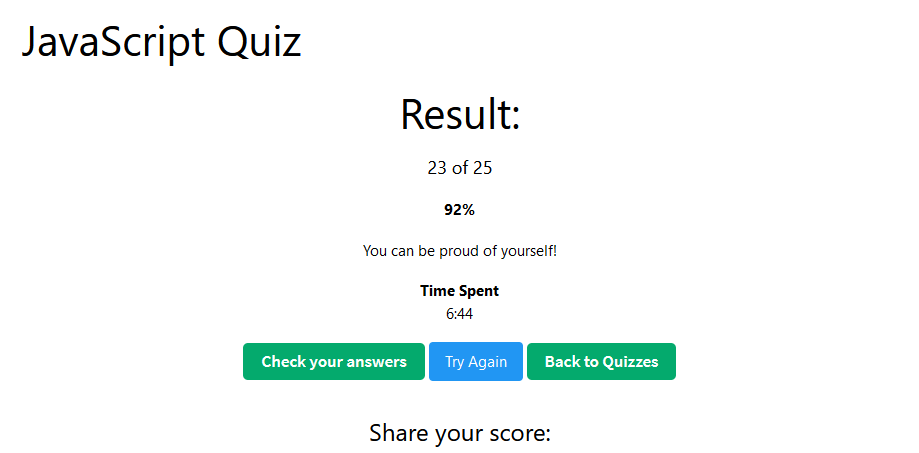 JavaScript Quiz
Result:
23 of 25
92%
You can be proud of yourself!
Time Spent
6:44
Check your answers Try Again Back to Quizzes
Share your score: